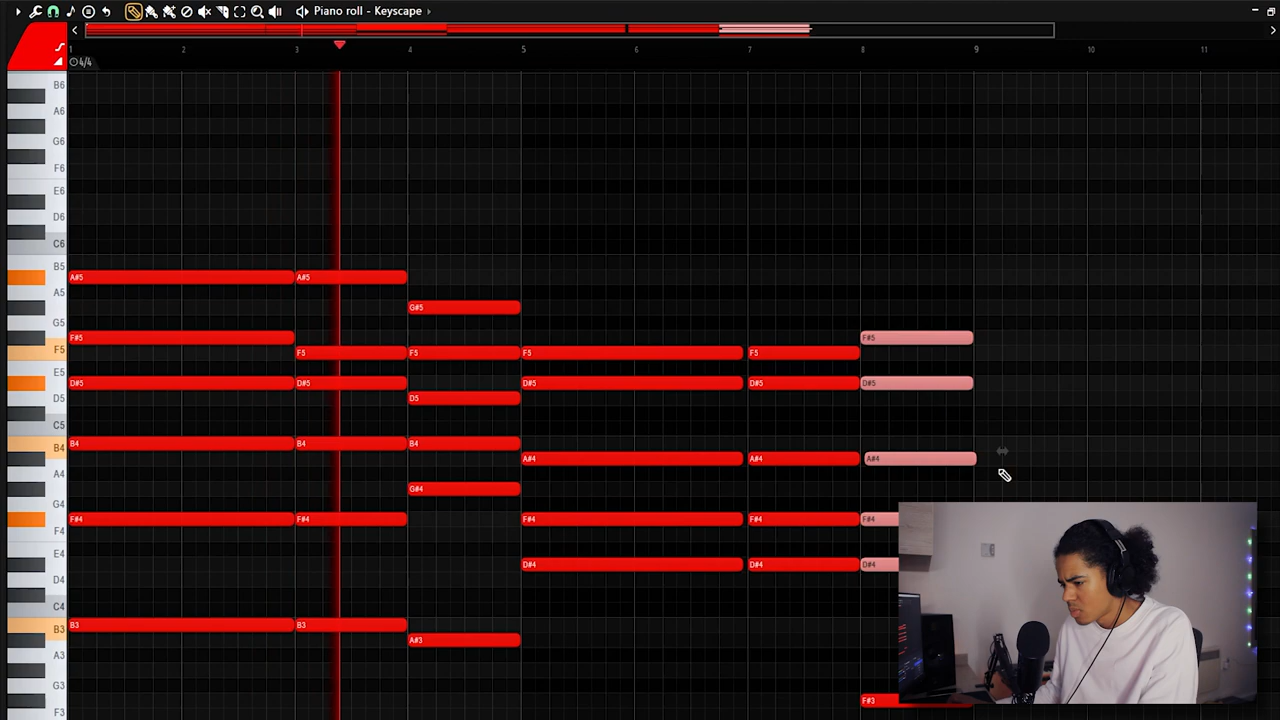 Piano roll - Keyscape
1 2 3 4 5 6 7 8 9 10 11
4/4
B6
A6
G6
F6
E6
D6
C6
B5
A#5 A#5
A5
G#5
G5
F#5 F#5
F5 F5 F5 F5 F5
E5
D#5 D#5 D#5 D#5 D#5
D5 D5
C5
B4 B4 B4 B4
A#4 A#4 A#4
A4
G#4
G4
F#4 F#4 F#4 F#4 F#4
F4
E4
D#4 D#4 D#4
D4
C4
B3 B3 B3
A#3
A3
G3
F#3
F3